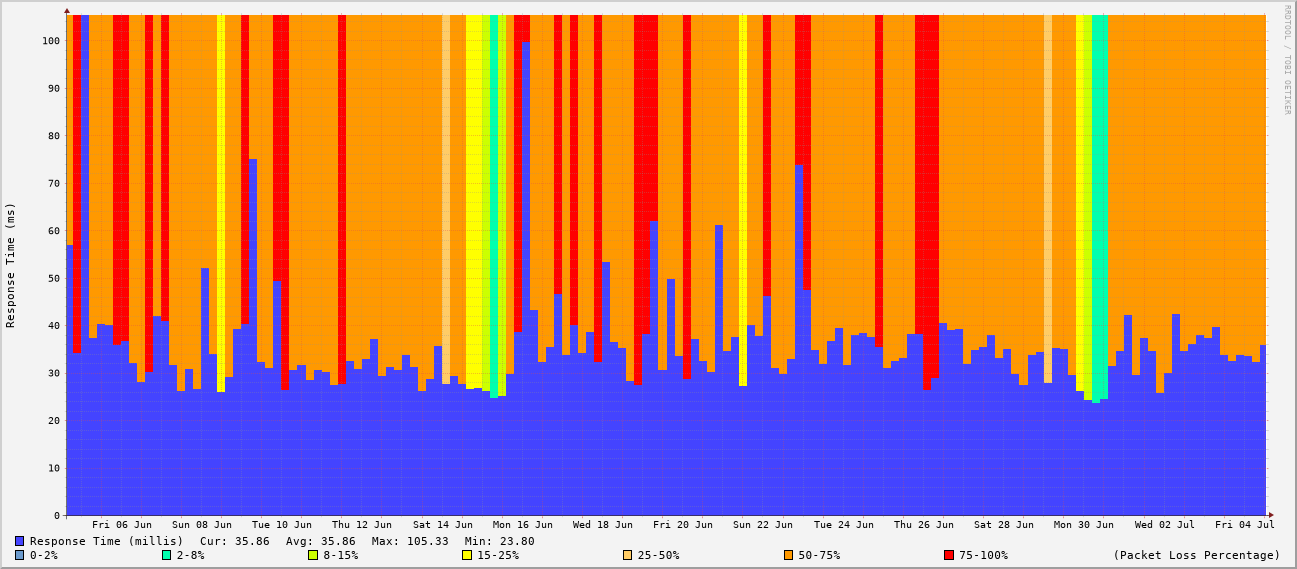 RRDTOOL / TOBI OETIKER
Response Time (ms)
100
90
80
70
60
50
40
30
20
10
0
Fri 06 Jun Sun 08 Jun Tue 10 Jun Thu 12 Jun Sat 14 Jun Mon 16 Jun Wed 18 Jun Fri 20 Jun Sun 22 Jun Tue 24 Jun Thu 26 Jun Sat 28 Jun Mon 30 Jun Wed 02 Jul Fri 04 Jul
Response Time (millis) Cur: 35.86 Avg: 35.86 Max: 105.33 Min: 23.80
0-2% 2-8% 8-15% 15-25% 25-50% 50-75% 75-100% (Packet Loss Percentage)